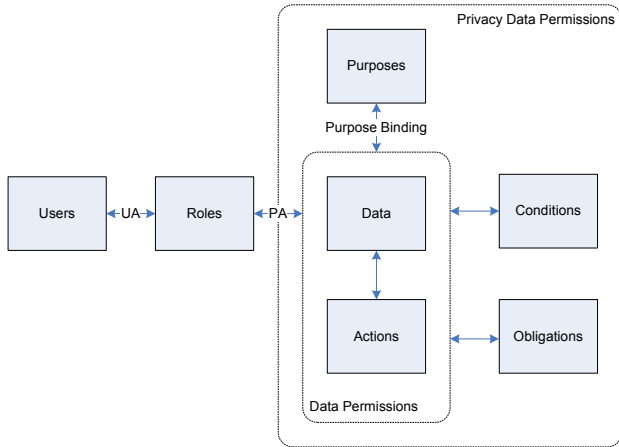 Privacy Data Permissions
Purposes
Purpose Binding
Users
UA
Roles
PA
Data
Conditions
Actions
Obligations
Data Permissions